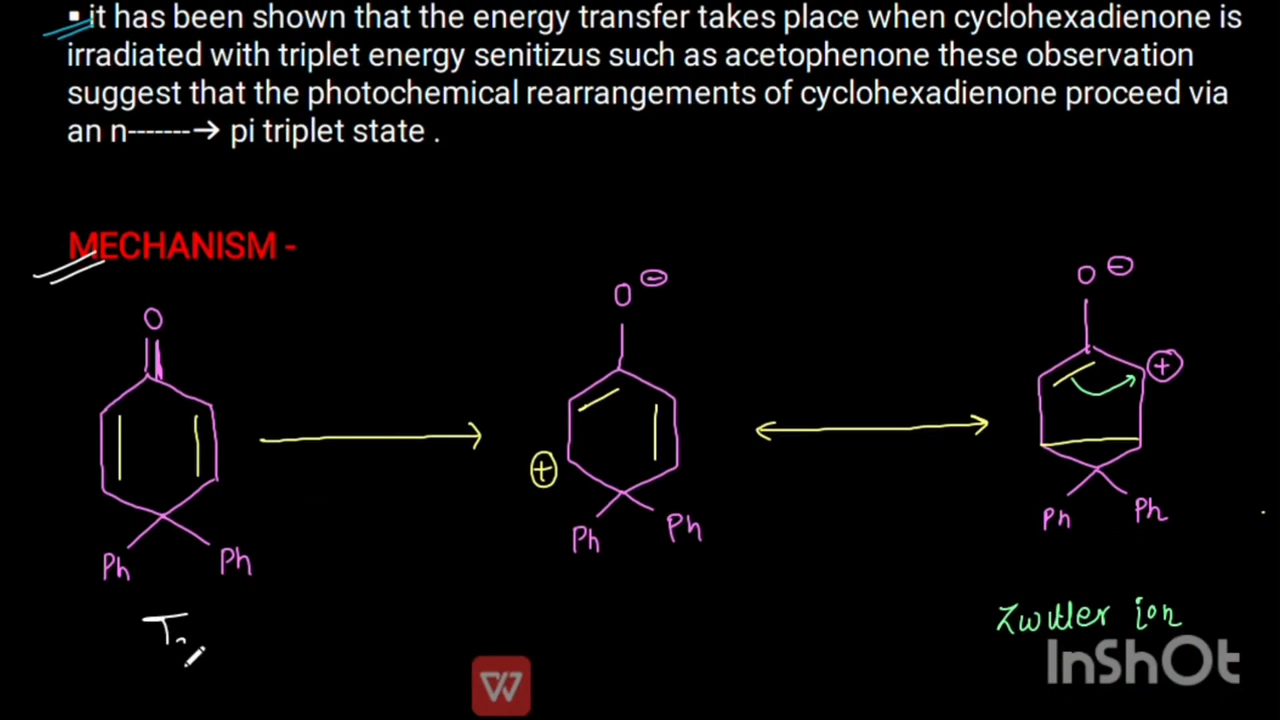 ▪ it has been shown that the energy transfer takes place when cyclohexadienone is
irradiated with triplet energy senitizus such as acetophenone these observation
suggest that the photochemical rearrangements of cyclohexadienone proceed via
an n-------→ pi triplet state .
MECHANISM -
O
Ph Ph
O ⊖
⊕
Ph Ph
O ⊖
⊕
Ph Ph
Zwitter ion
InShOt
W